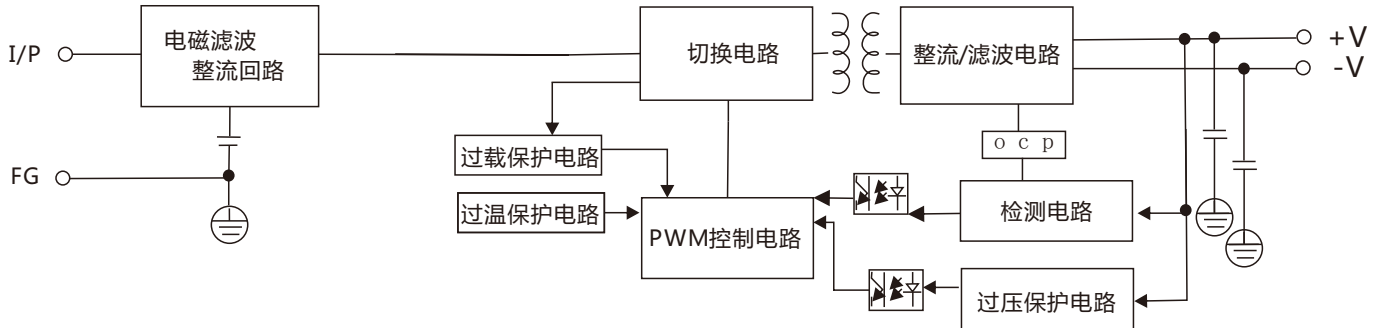 I/P
电磁滤波
整流回路
切换电路
整流/滤波电路
+V
-V
o c p
过载保护电路
FG
过温保护电路
PWM控制电路
检测电路
过压保护电路